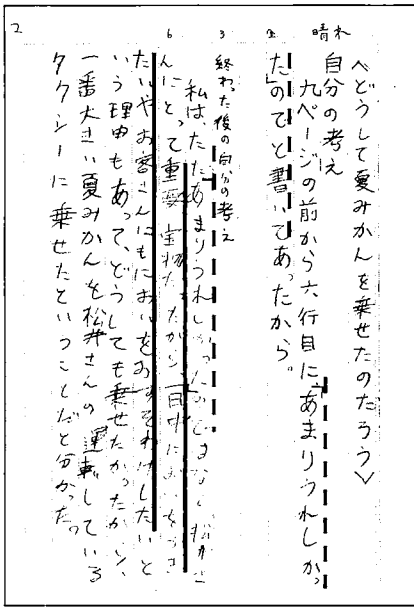 晴れ
〈どうして夏みかんを乗せたのだろう〉
自分の考え
九ページの前から六行目に、「あまりうれしかっ
たので」と書いてあったから。
3
終わった後の自分の考え
6
私は、ただあまりうれしかったのではなく松井さ
んにとって重要 宝物だったから、一日中においをつけ
たいやお客さんにもにおいをおすそわけしたいと
いう理由もあって、どうしても乗せたかったから、
一番大きい夏みかんを松井さんの運転している
タクシーに乗せたということだと分かった。
2